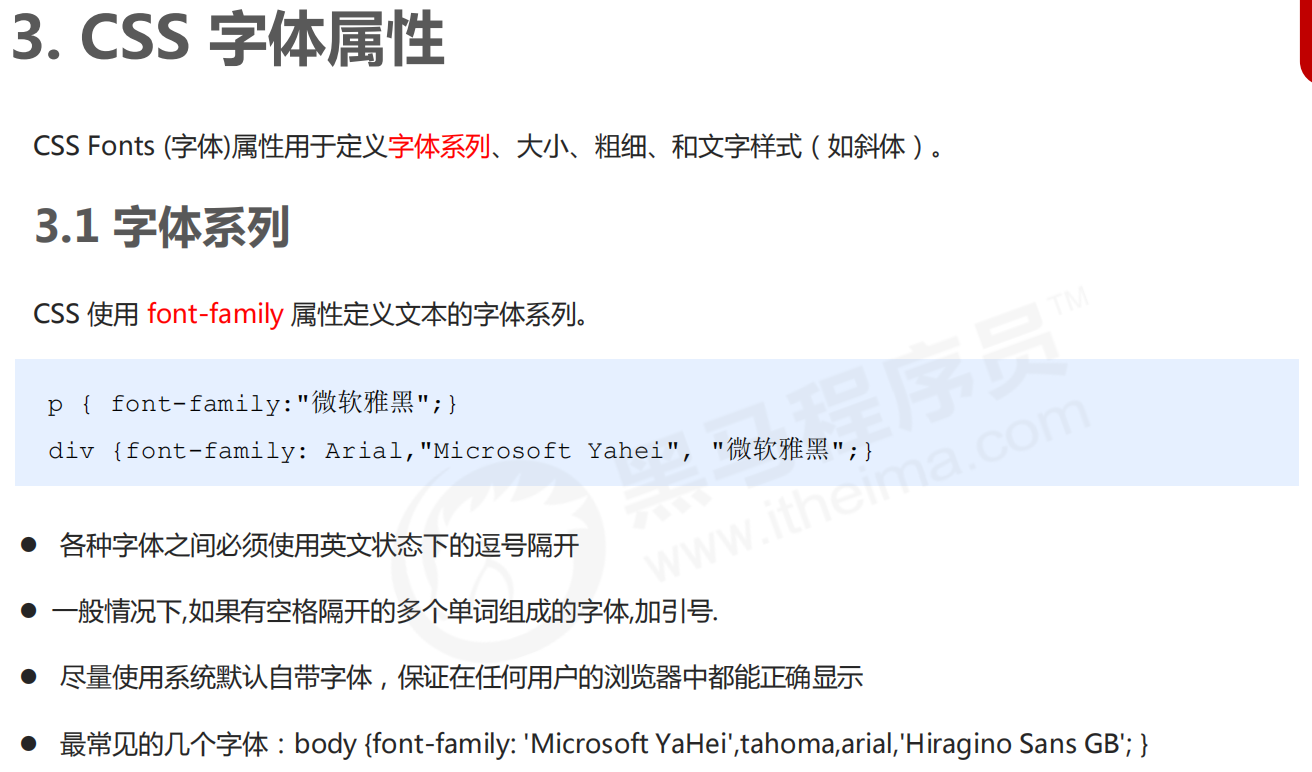 3. CSS 字体属性
CSS Fonts (字体)属性用于定义字体系列、大小、粗细、和文字样式（如斜体）。
3.1 字体系列
CSS 使用 font-family 属性定义文本的字体系列。
p { font-family:"微软雅黑";}
div {font-family: Arial,"Microsoft Yahei", "微软雅黑";}
● 各种字体之间必须使用英文状态下的逗号隔开
● 一般情况下,如果有空格隔开的多个单词组成的字体,加引号.
● 尽量使用系统默认自带字体，保证在任何用户的浏览器中都能正确显示
● 最常见的几个字体：body {font-family: 'Microsoft YaHei',tahoma,arial,'Hiragino Sans GB'; }
黑马程序员™
www.itheima.com